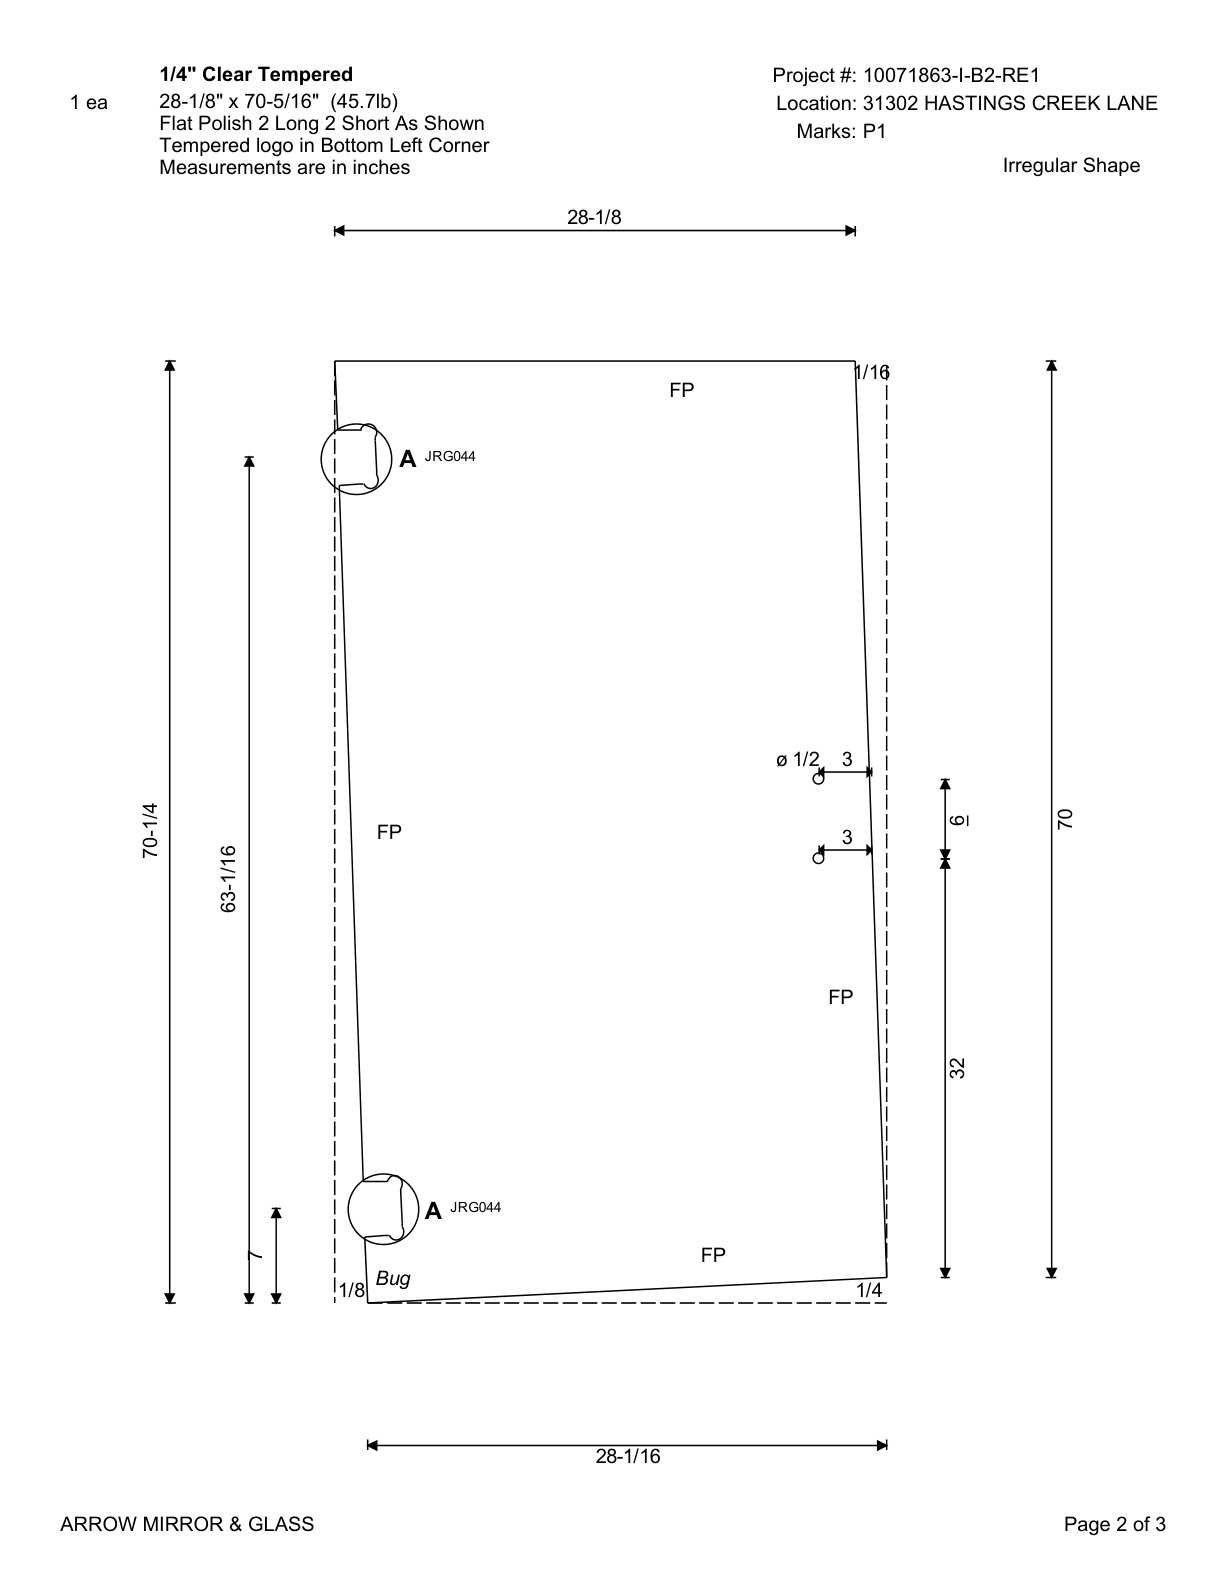 1/4" Clear Tempered
1 ea
28-1/8" x 70-5/16" (45.7lb)
Flat Polish 2 Long 2 Short As Shown
Tempered logo in Bottom Left Corner
Measurements are in inches
Project #: 10071863-I-B2-RE1
Location: 31302 HASTINGS CREEK LANE
Marks: P1
Irregular Shape
28-1/8
1/16
FP
A JRG044
ø 1/2
3
3
6
70-1/4
63-1/16
70
FP
FP
32
A JRG044
7
FP
Bug
1/8
1/4
28-1/16
ARROW MIRROR & GLASS
Page 2 of 3